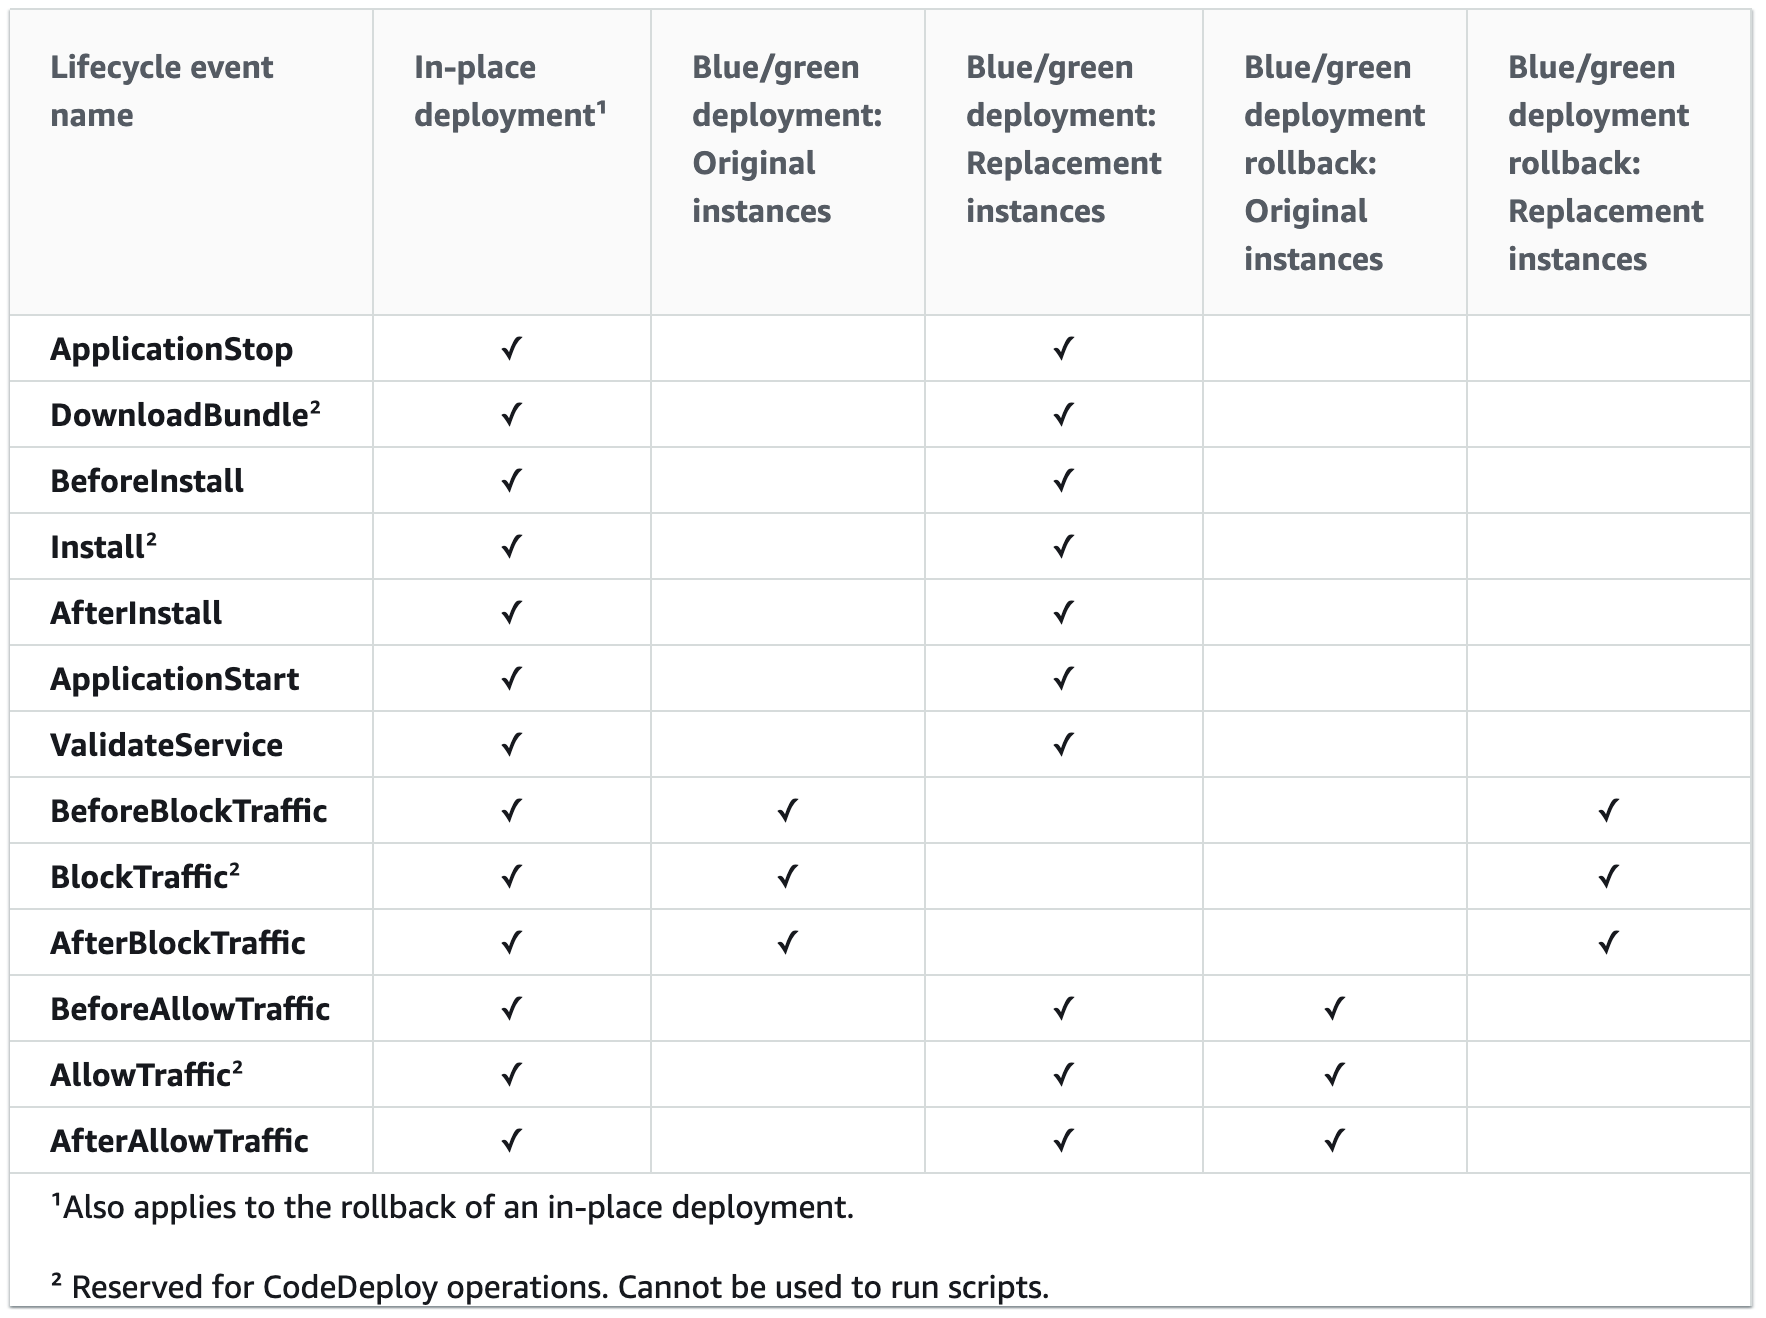 Lifecycle event name
In-place deployment¹
Blue/green deployment: Original instances
Blue/green deployment: Replacement instances
Blue/green deployment rollback: Original instances
Blue/green deployment rollback: Replacement instances
ApplicationStop ✓ ✓
DownloadBundle² ✓ ✓
BeforeInstall ✓ ✓
Install² ✓ ✓
AfterInstall ✓ ✓
ApplicationStart ✓ ✓
ValidateService ✓ ✓
BeforeBlockTraffic ✓ ✓ ✓
BlockTraffic² ✓ ✓ ✓
AfterBlockTraffic ✓ ✓ ✓
BeforeAllowTraffic ✓ ✓ ✓
AllowTraffic² ✓ ✓ ✓
AfterAllowTraffic ✓ ✓ ✓
¹Also applies to the rollback of an in-place deployment.
² Reserved for CodeDeploy operations. Cannot be used to run scripts.